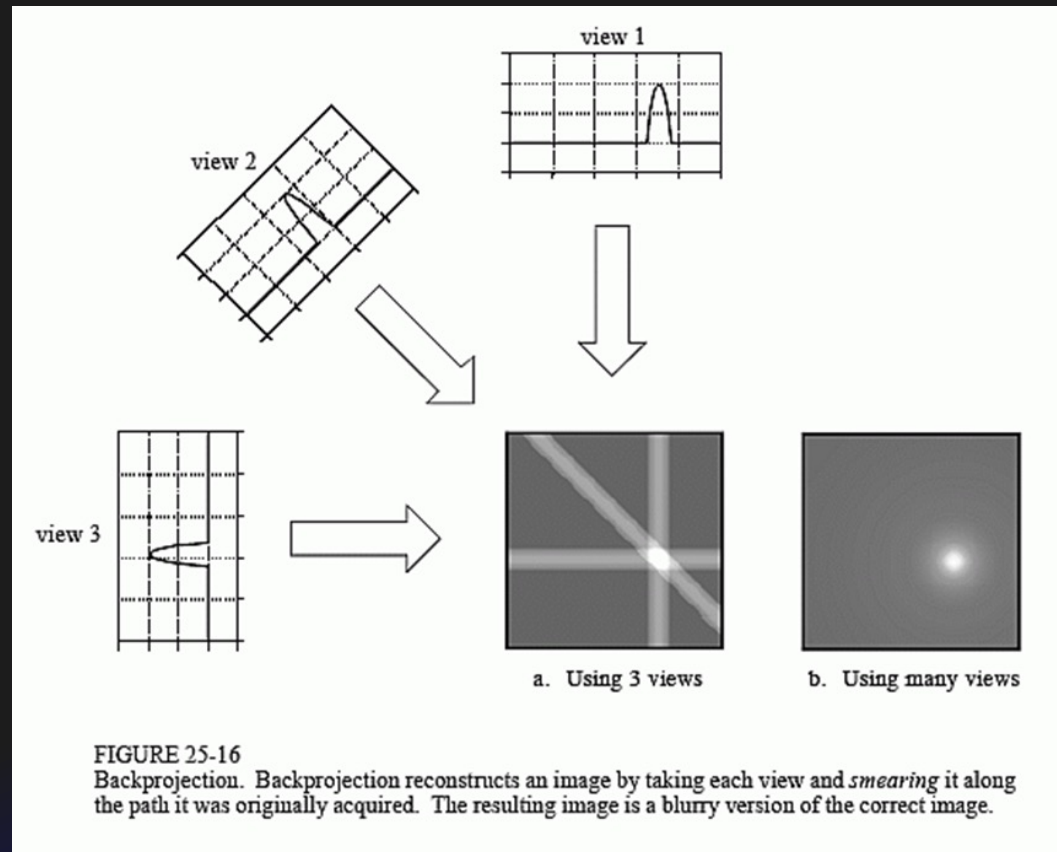 view 1
view 2
view 3
a. Using 3 views
b. Using many views
FIGURE 25-16
Backprojection. Backprojection reconstructs an image by taking each view and smearing it along
the path it was originally acquired. The resulting image is a blurry version of the correct image.